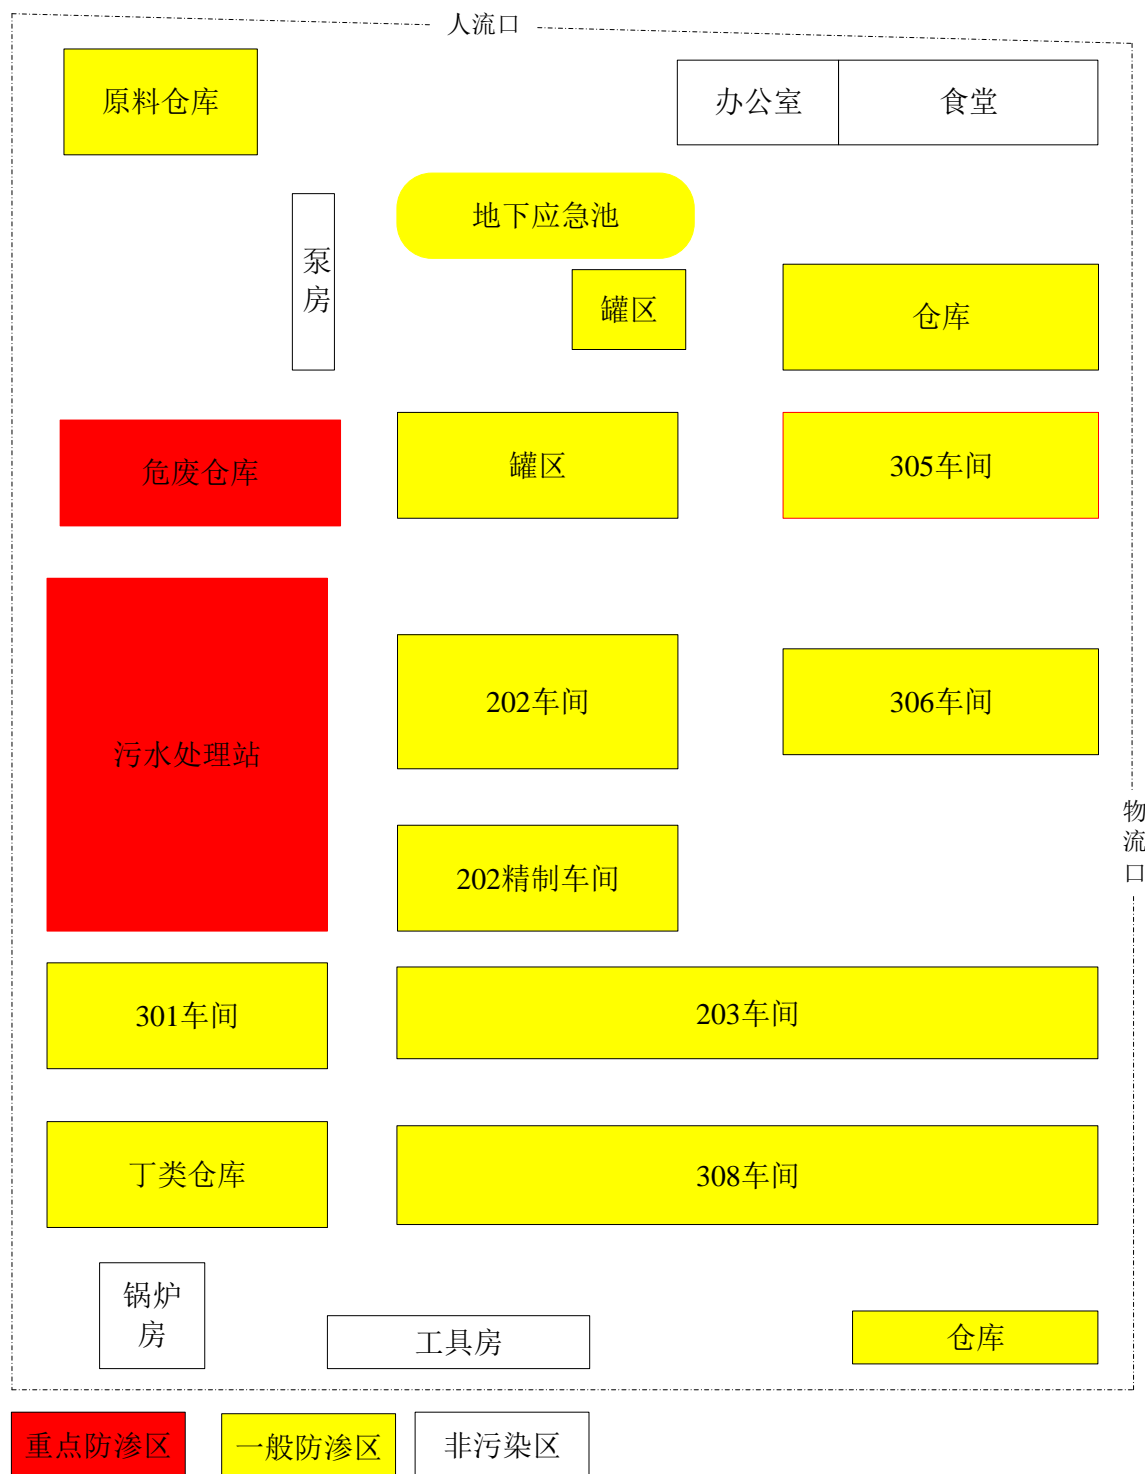 人流口
原料仓库
办公室
食堂
地下应急池
泵
房
罐区
仓库
危废仓库
罐区
305车间
污水处理站
202车间
306车间
物
流
口
202精制车间
301车间
203车间
丁类仓库
308车间
锅炉
房
工具房
仓库
重点防渗区
一般防渗区
非污染区